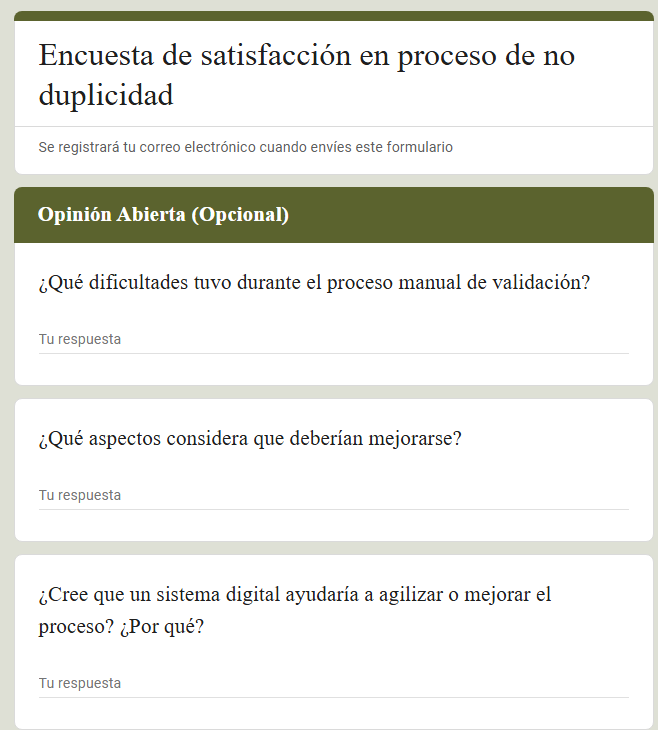 Encuesta de satisfacción en proceso de no
duplicidad
Se registrará tu correo electrónico cuando envíes este formulario
Opinión Abierta (Opcional)
¿Qué dificultades tuvo durante el proceso manual de validación?
Tu respuesta
¿Qué aspectos considera que deberían mejorarse?
Tu respuesta
¿Cree que un sistema digital ayudaría a agilizar o mejorar el
proceso? ¿Por qué?
Tu respuesta